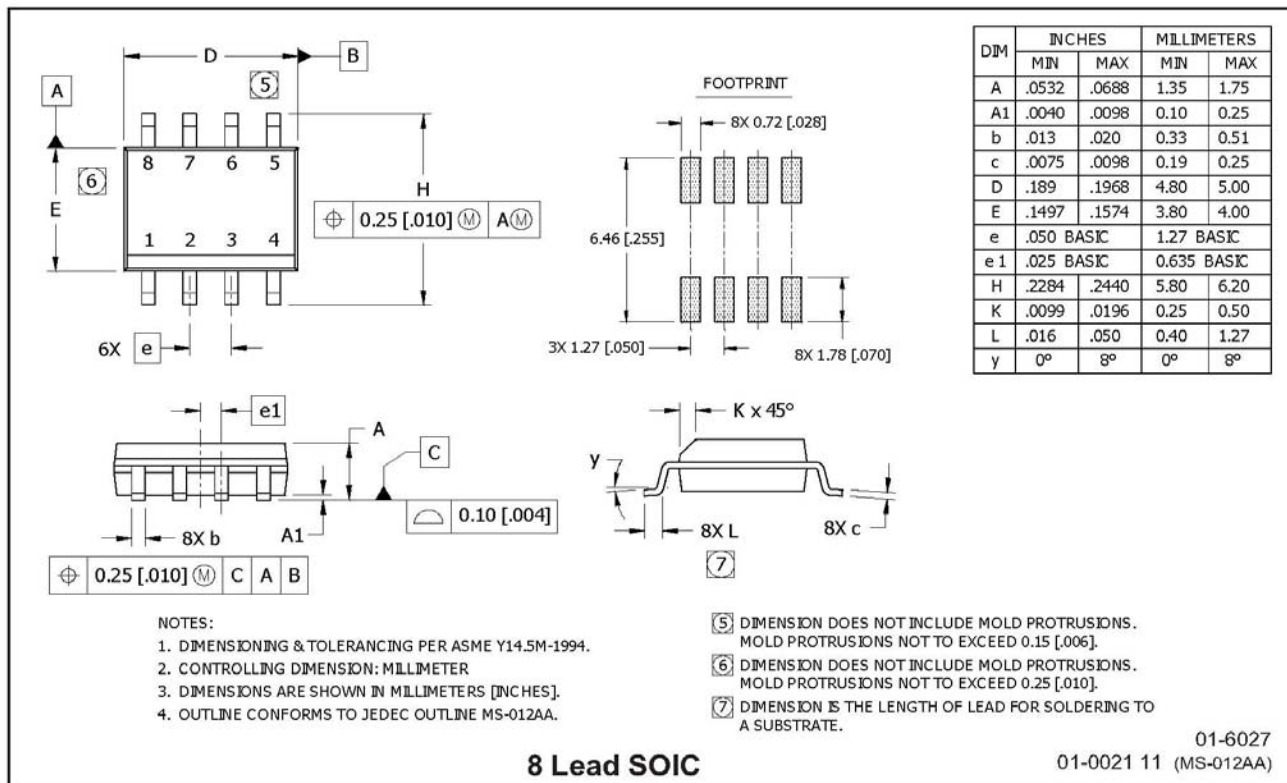 D
B
5
A
8 7 6 5
6
E
H
0.25 [.010] Ⓜ AⓂ
1 2 3 4
6X e
FOOTPRINT
8X 0.72 [.028]
6.46 [.255]
3X 1.27 [.050]
8X 1.78 [.070]
DIM INCHES MILLIMETERS
MIN MAX MIN MAX
A .0532 .0688 1.35 1.75
A1 .0040 .0098 0.10 0.25
b .013 .020 0.33 0.51
c .0075 .0098 0.19 0.25
D .189 .1968 4.80 5.00
E .1497 .1574 3.80 4.00
e .050 BASIC 1.27 BASIC
e 1 .025 BASIC 0.635 BASIC
H .2284 .2440 5.80 6.20
K .0099 .0196 0.25 0.50
L .016 .050 0.40 1.27
y 0° 8° 0° 8°
e1
A
C
0.10 [.004]
A1
8X b
0.25 [.010] Ⓜ C A B
K x 45°
y
8X L
8X c
7
NOTES:
1. DIMENSIONING & TOLERANCING PER ASME Y14.5M-1994.
2. CONTROLLING DIMENSION: MILLIMETER
3. DIMENSIONS ARE SHOWN IN MILLIMETERS [INCHES].
4. OUTLINE CONFORMS TO JEDEC OUTLINE MS-012AA.
5 DIMENSION DOES NOT INCLUDE MOLD PROTRUSIONS.
MOLD PROTRUSIONS NOT TO EXCEED 0.15 [.006].
6 DIMENSION DOES NOT INCLUDE MOLD PROTRUSIONS.
MOLD PROTRUSIONS NOT TO EXCEED 0.25 [.010].
7 DIMENSION IS THE LENGTH OF LEAD FOR SOLDERING TO
A SUBSTRATE.
8 Lead SOIC
01-6027
01-0021 11 (MS-012AA)